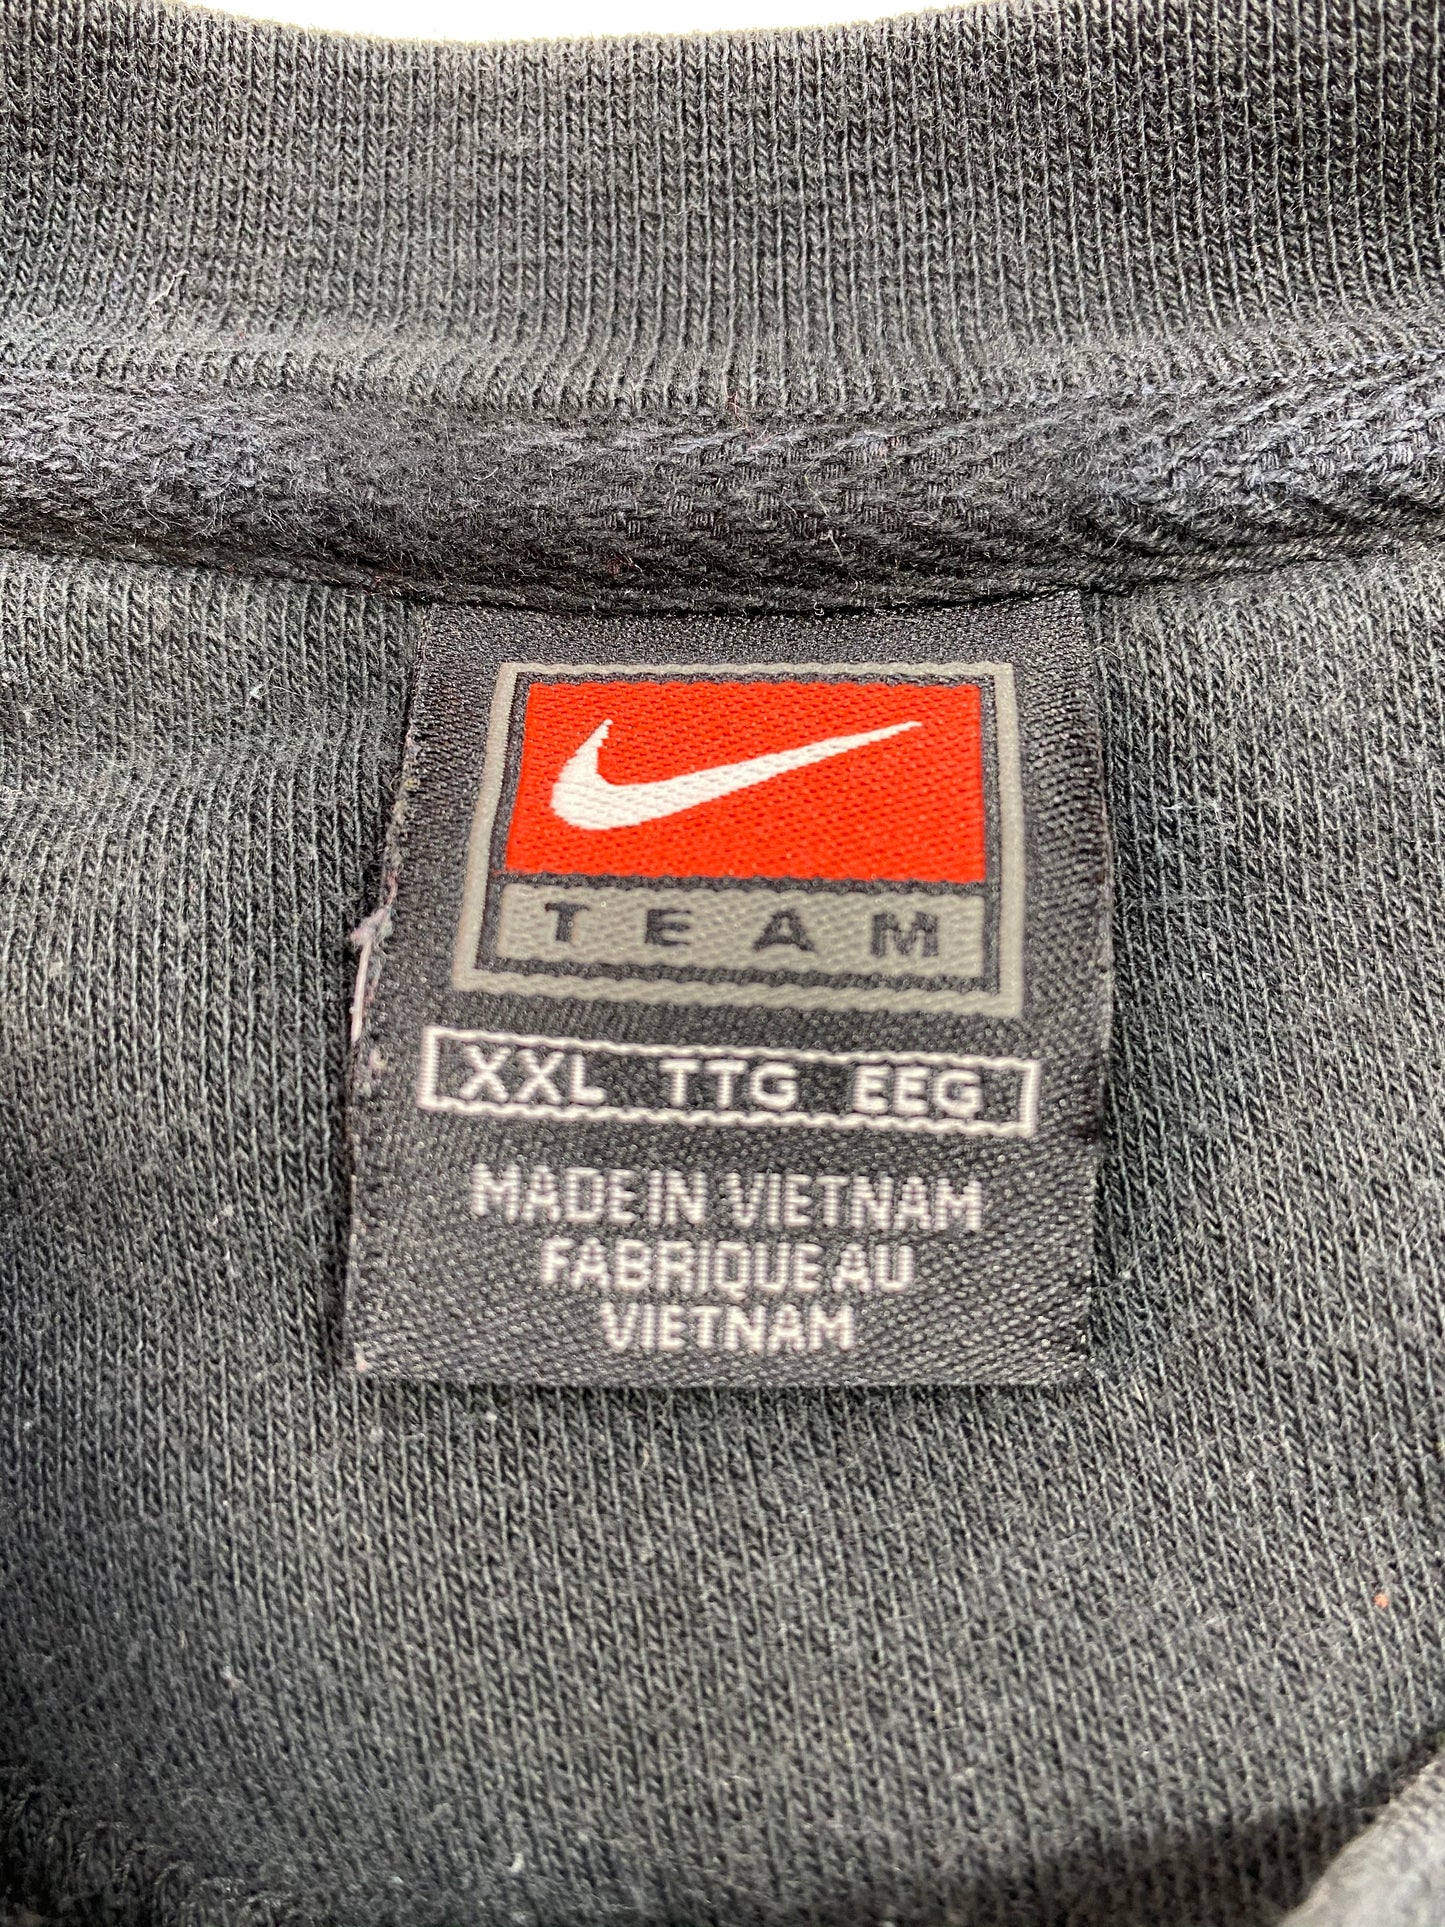 TEAM
XXL TTG EEG
MADE IN VIETNAM
FABRIQUE AU
VIETNAM